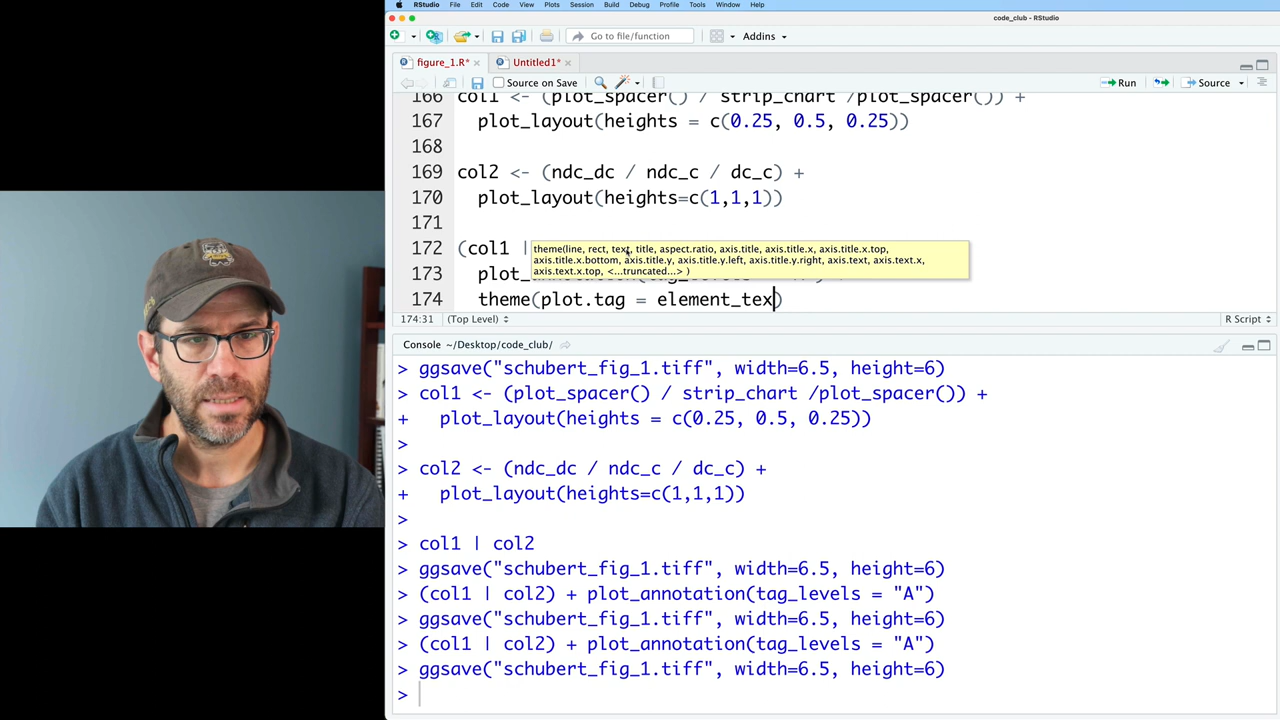 RStudio File Edit Code View Plots Session Build Debug Profile Tools Window Help
code_club - RStudio
Go to file/function Addins
figure_1.R* Untitled1*
Source on Save Run Source
166 col1 <- (plot_spacer() / strip_chart /plot_spacer()) +
167 plot_layout(heights = c(0.25, 0.5, 0.25))
168
169 col2 <- (ndc_dc / ndc_c / dc_c) +
170 plot_layout(heights=c(1,1,1))
171
172 (col1 |
theme(line, rect, text, title, aspect.ratio, axis.title, axis.title.x, axis.title.x.top,
axis.title.x.bottom, axis.title.y, axis.title.y.left, axis.title.y.right, axis.text, axis.text.x,
axis.text.x.top, <...truncated...> )
173
174 theme(plot.tag = element_tex)
174:31 (Top Level) R Script
Console ~/Desktop/code_club/
> ggsave("schubert_fig_1.tiff", width=6.5, height=6)
> col1 <- (plot_spacer() / strip_chart /plot_spacer()) +
+ plot_layout(heights = c(0.25, 0.5, 0.25))
>
> col2 <- (ndc_dc / ndc_c / dc_c) +
+ plot_layout(heights=c(1,1,1))
>
> col1 | col2
> ggsave("schubert_fig_1.tiff", width=6.5, height=6)
> (col1 | col2) + plot_annotation(tag_levels = "A")
> ggsave("schubert_fig_1.tiff", width=6.5, height=6)
> (col1 | col2) + plot_annotation(tag_levels = "A")
> ggsave("schubert_fig_1.tiff", width=6.5, height=6)
>